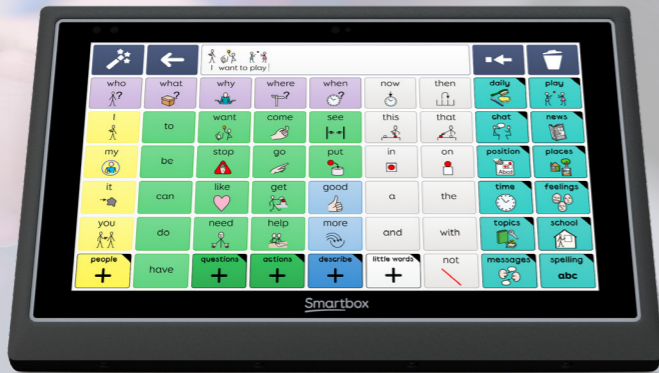 I want to play
who what why where when now then daily play
I to want come see this that chat news
my be stop go put in on position places
it can like get good a the time feelings
you do need help more and with topics school
people have questions actions describe little words not messages spelling
abc
Smartbox